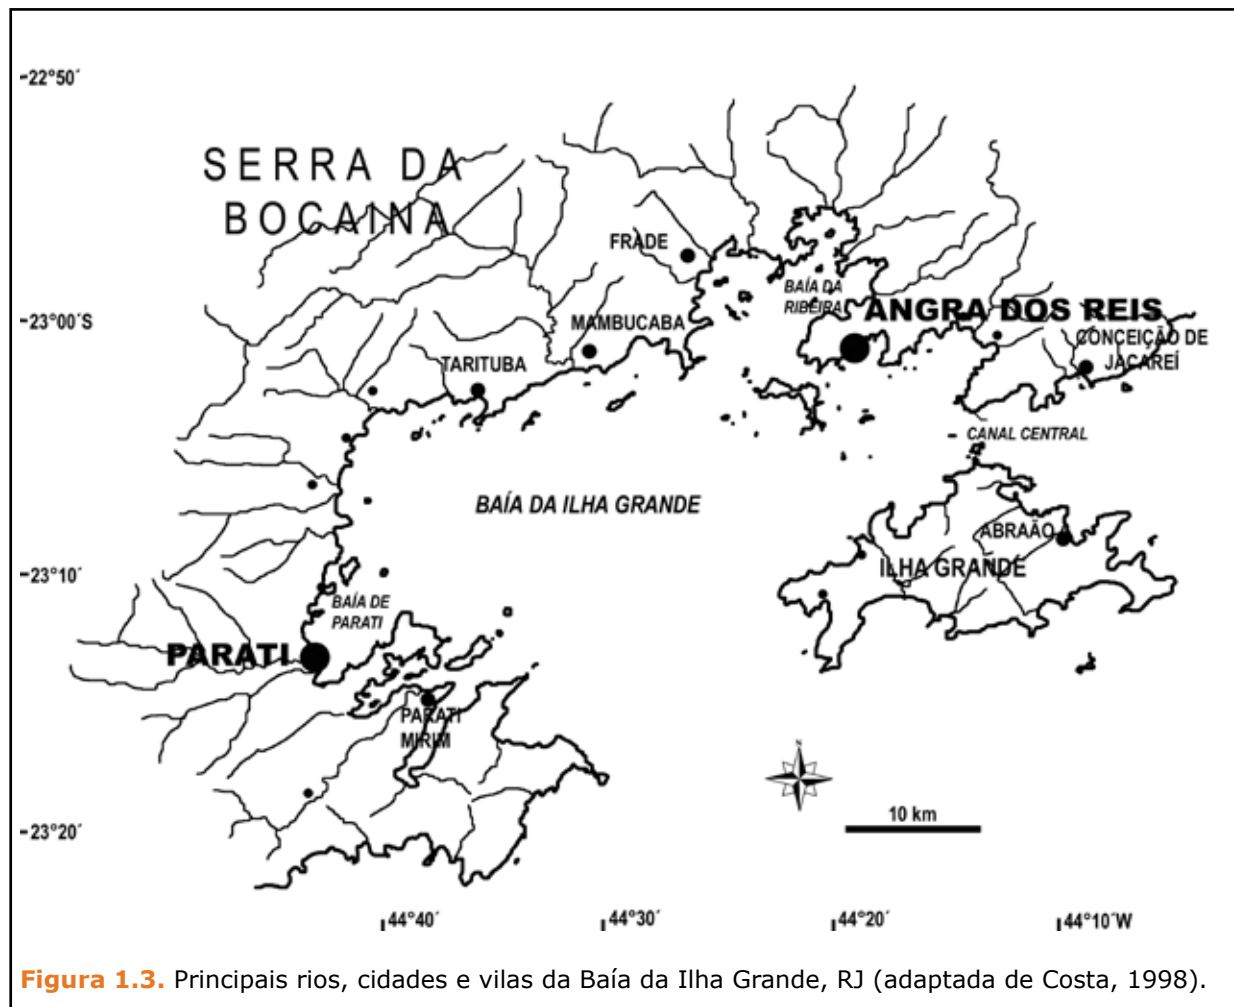 22°50´
SERRA DA
BOCAINA
FRADE
BAÍA DA
RIBEIRA
23°00´S
ANGRA DOS REIS
MAMBUCABA
CONCEIÇÃO DE
JACAREÍ
TARITUBA
CANAL CENTRAL
BAÍA DA ILHA GRANDE
ABRAÃO
ILHA GRANDE
23°10´
BAÍA DE
PARATI
PARATI
PARATI
MIRIM
N
10 km
23°20´
44°40´
44°30´
44°20´
44°10´W
Figura 1.3. Principais rios, cidades e vilas da Baía da Ilha Grande, RJ (adaptada de Costa, 1998).